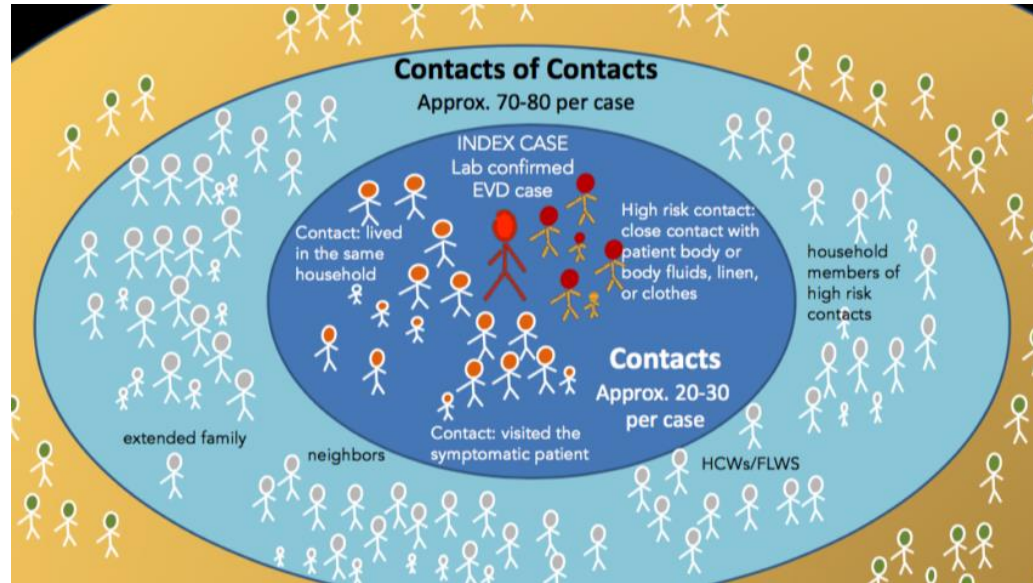 Contacts of Contacts
Approx. 70-80 per case
INDEX CASE
Lab confirmed
EVD case
Contact: lived
in the same
household
High risk contact:
close contact with
patient body or
body fluids, linen,
or clothes
household
members of
high risk
contacts
Contacts
Approx. 20-30
per case
Contact: visited the
symptomatic patient
extended family
neighbors
HCWs/FLWS